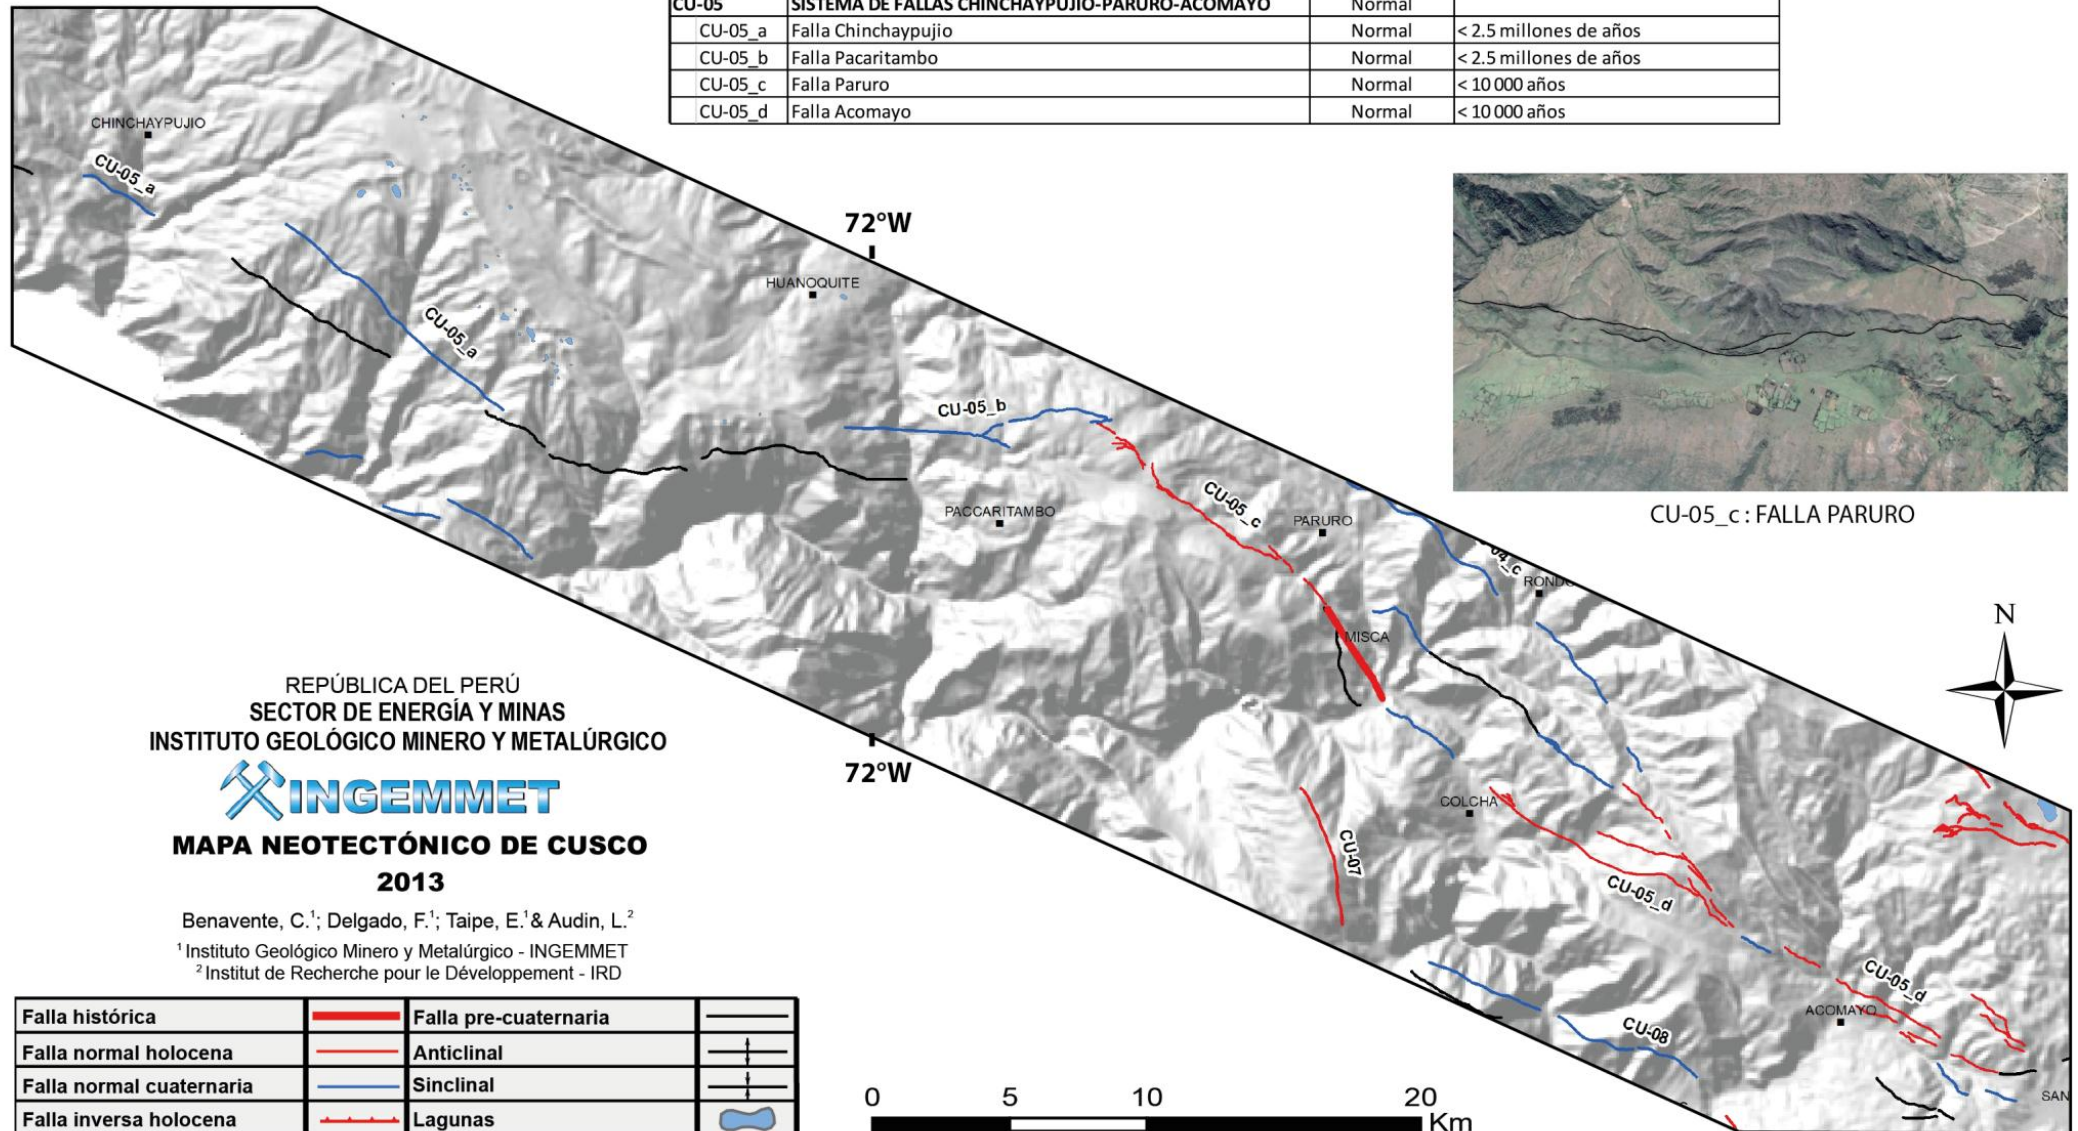 CU-05 SISTEMA DE FALLAS CHINCHAYPUJIO-PARURO-ACOMAYO Normal
CU-05_a Falla Chinchaypujio Normal < 2.5 millones de años
CU-05_b Falla Pacaritambo Normal < 2.5 millones de años
CU-05_c Falla Paruro Normal < 10 000 años
CU-05_d Falla Acomayo Normal < 10 000 años
CHINCHAYPUJIO
CU-05_a
72°W
HUANOQUITE
CU-05_a
CU-05_b
CU-05_c
PACCARITAMBO
PARURO
CU-05_c : FALLA PARURO
04_c
RONDO
N
MISCA
72°W
COLCHA
CU-07
CU-05_d
CU-05_d
ACOMAYO
CU-08
SAN
REPÚBLICA DEL PERÚ
SECTOR DE ENERGÍA Y MINAS
INSTITUTO GEOLÓGICO MINERO Y METALÚRGICO
INGEMMET
MAPA NEOTECTÓNICO DE CUSCO
2013
Benavente, C.¹; Delgado, F.¹; Taipe, E.¹ & Audin, L.²
¹ Instituto Geológico Minero y Metalúrgico - INGEMMET
² Institut de Recherche pour le Développement - IRD
Falla histórica Falla pre-cuaternaria
Falla normal holocena Anticlinal
Falla normal cuaternaria Sinclinal
Falla inversa holocena Lagunas
0 5 10 20
Km